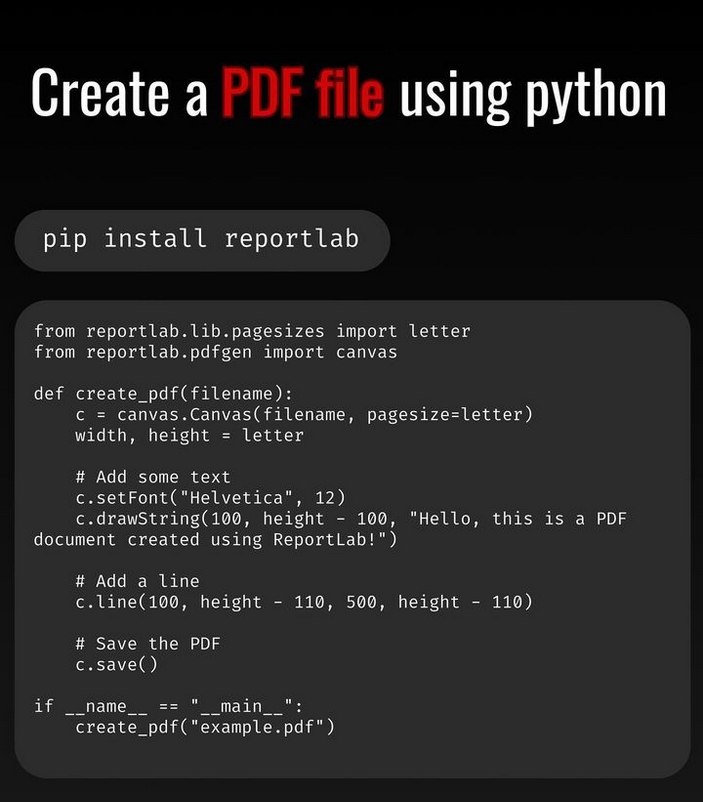 Create a PDF file using python
pip install reportlab
from reportlab.lib.pagesizes import letter
from reportlab.pdfgen import canvas
def create_pdf(filename):
    c = canvas.Canvas(filename, pagesize=letter)
    width, height = letter
    # Add some text
    c.setFont("Helvetica", 12)
    c.drawString(100, height - 100, "Hello, this is a PDF
document created using ReportLab!")
    # Add a line
    c.line(100, height - 110, 500, height - 110)
    # Save the PDF
    c.save()
if __name__ == "__main__":
    create_pdf("example.pdf")